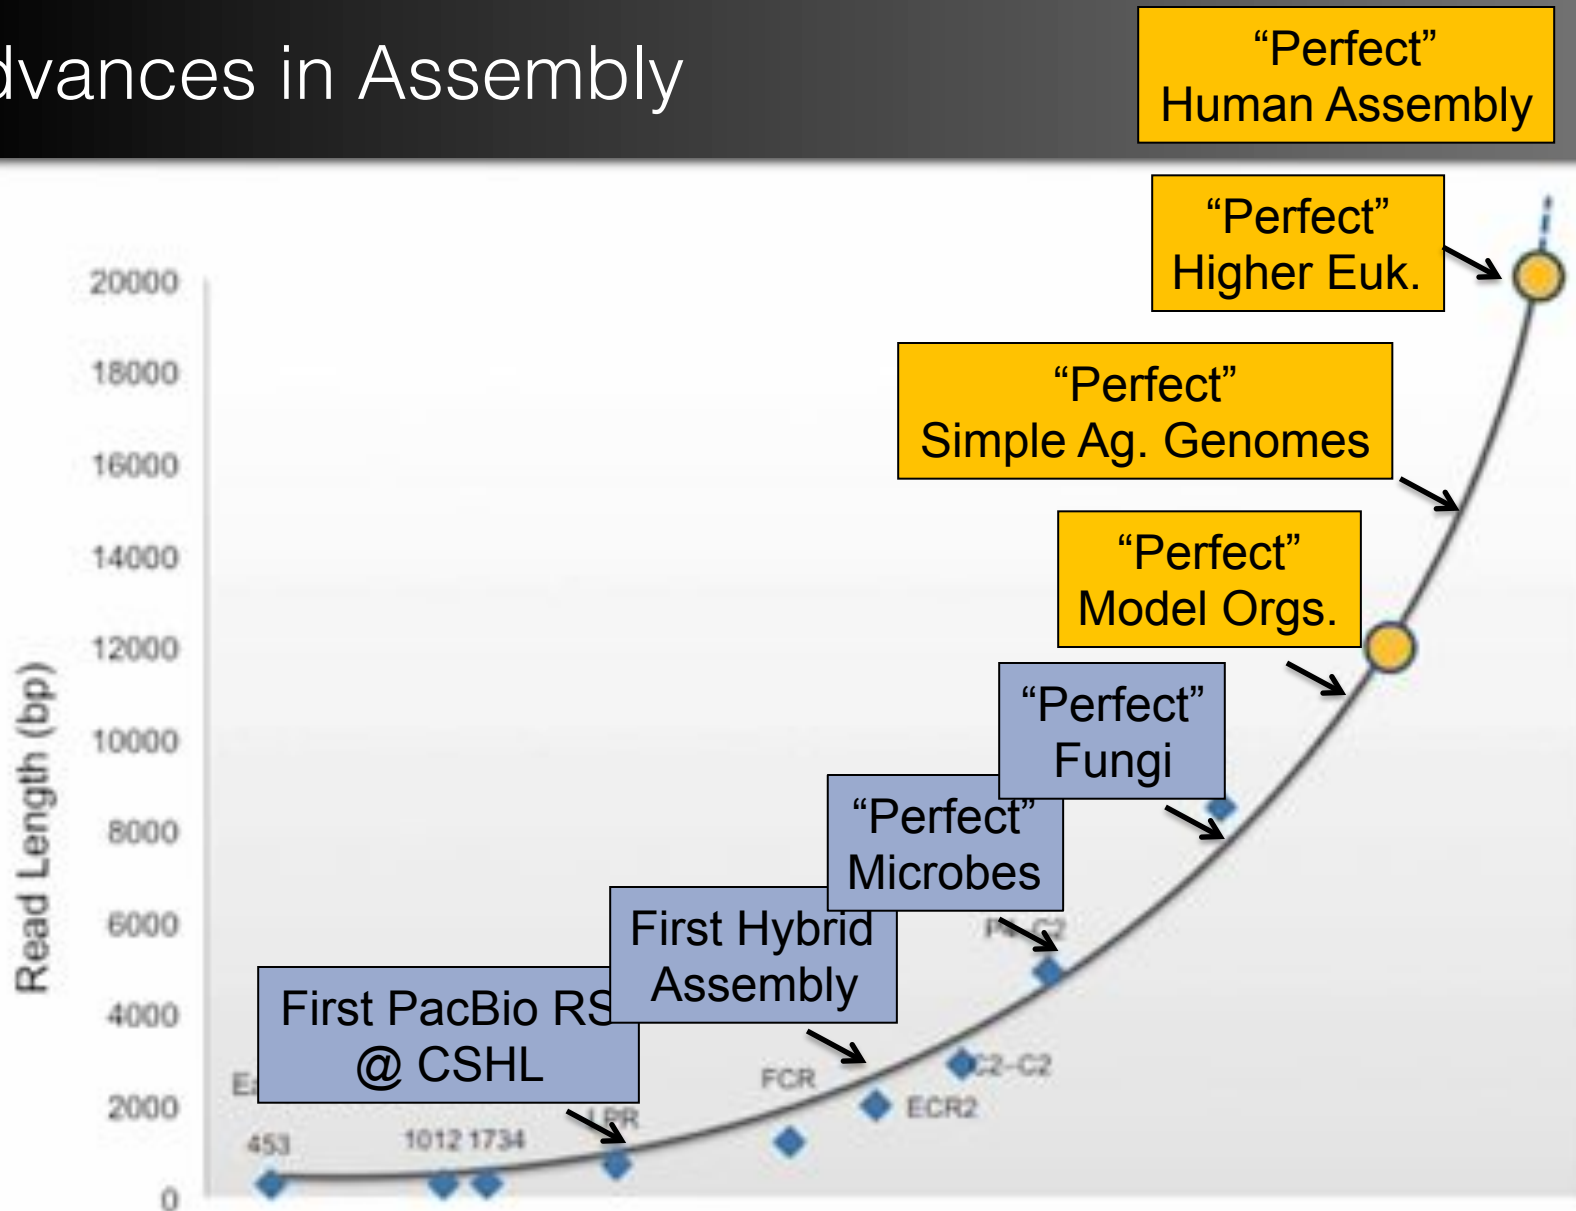 dvances in Assembly
“Perfect”
Human Assembly
“Perfect”
Higher Euk.
“Perfect”
Simple Ag. Genomes
“Perfect”
Model Orgs.
“Perfect”
Fungi
“Perfect”
Microbes
First Hybrid
Assembly
First PacBio RS
@ CSHL
Read Length (bp)
20000
18000
16000
14000
12000
10000
8000
6000
4000
2000
0
453
1012 1734
LPR
FCR
ECR2
C2-C2